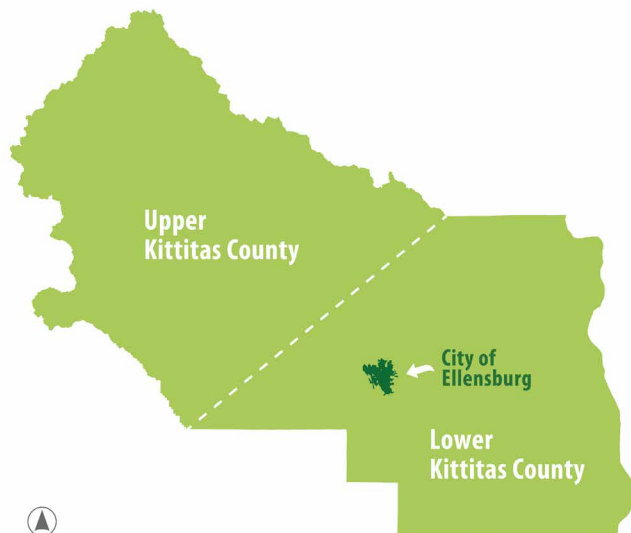 Upper
Kittitas County
City of
Ellensburg
Lower
Kittitas County